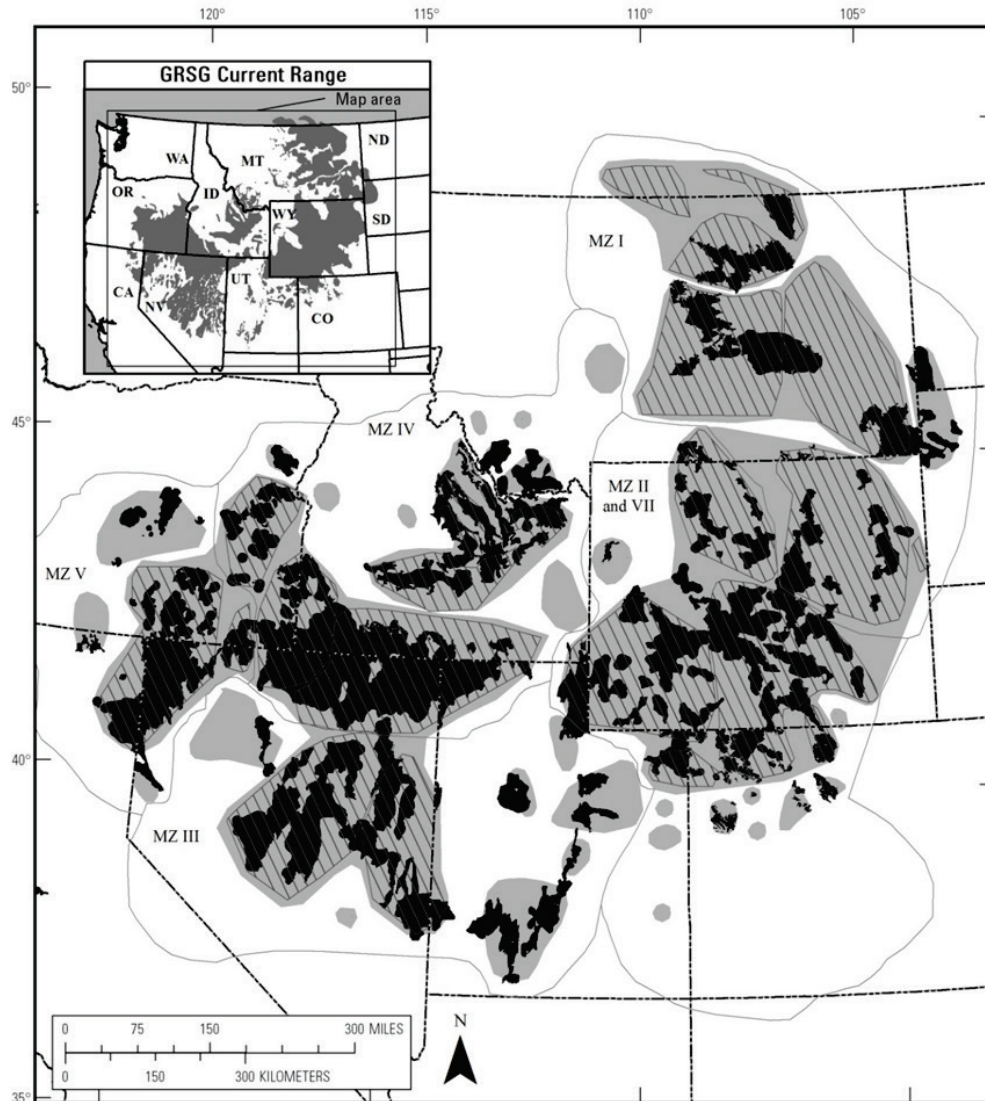 120° 115° 110° 105°
50°
GRSG Current Range
Map area
WA
MT
ND
OR
ID
WY
SD
CA
NV
UT
CO
MZ I
45°
MZ IV
MZ II
and VII
MZ V
40°
MZ III
N
0 75 150 300 MILES
0 150 300 KILOMETERS
35°